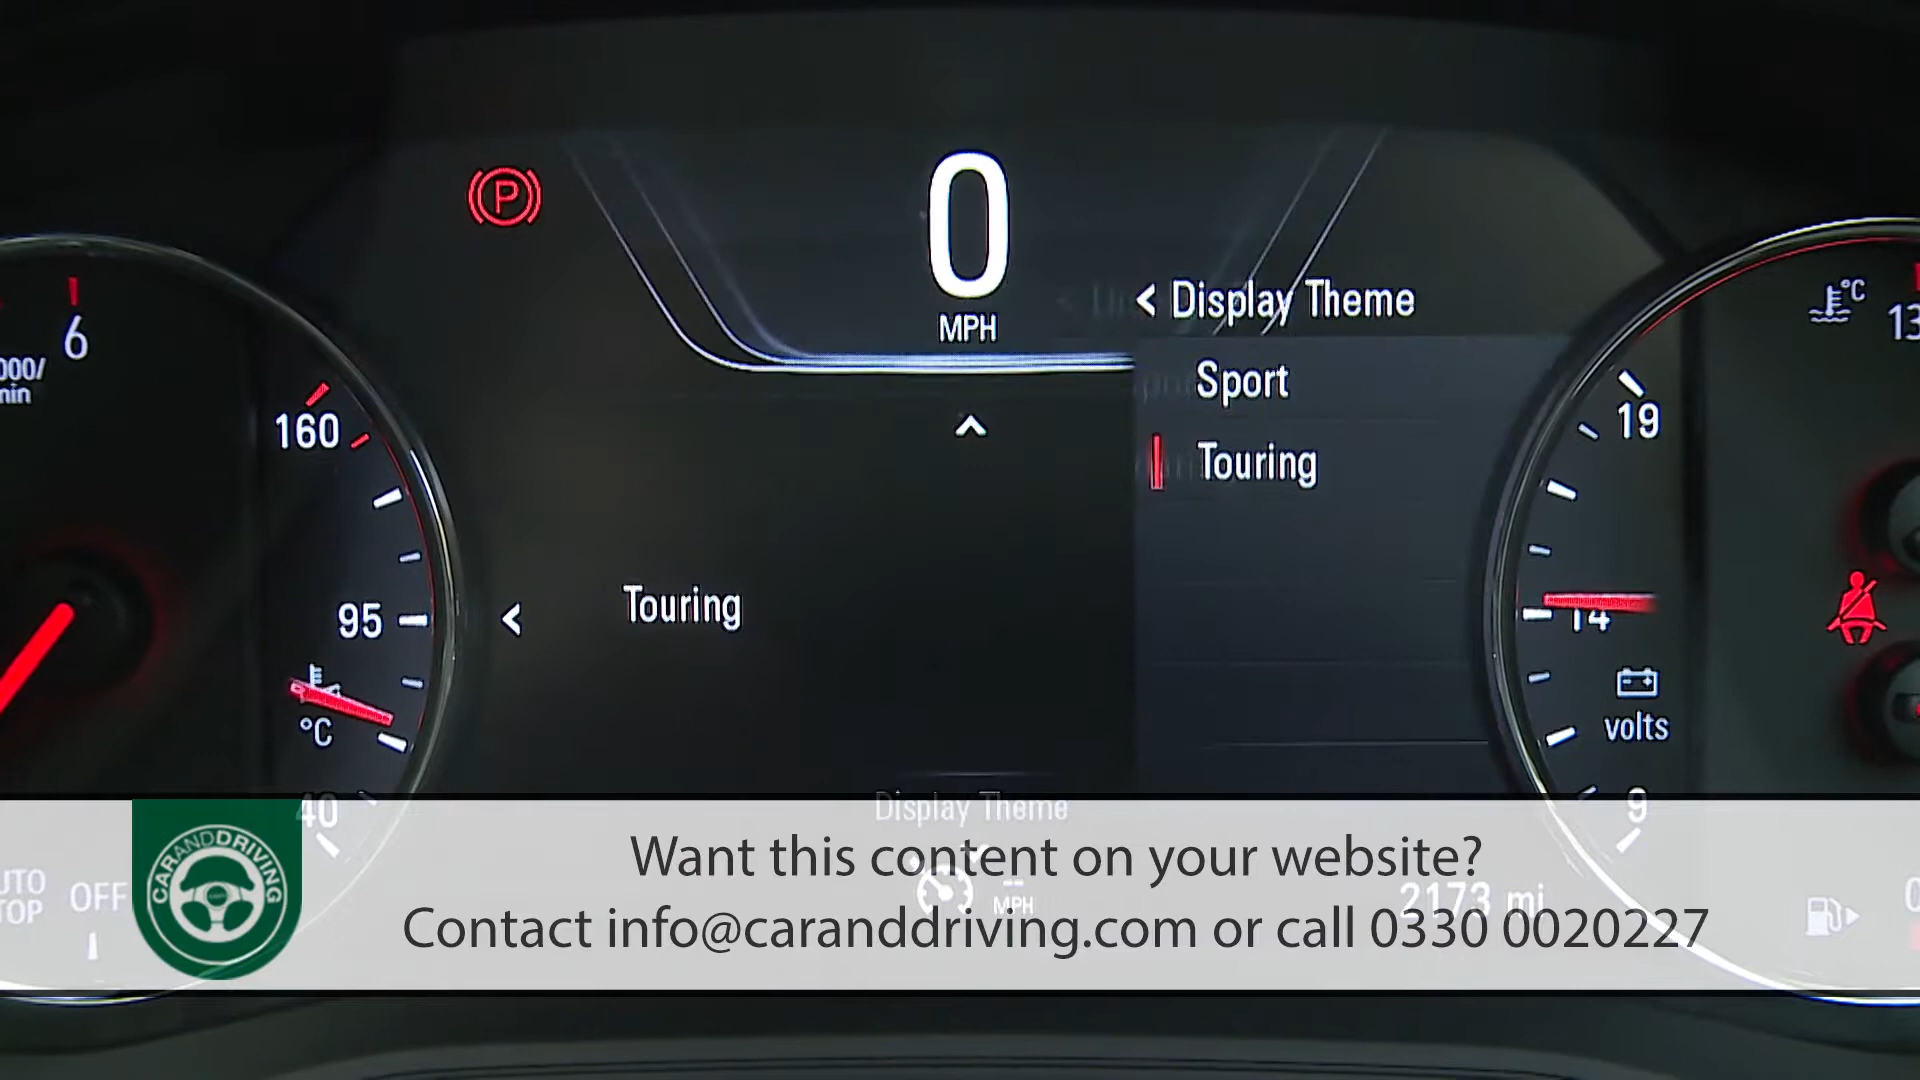 0
MPH
< Display Theme
Sport
Touring
Touring
Display Theme
6
160
95
°C
40
OFF
°C
19
14
volts
9
P
MPH
2173 mi
CARANDDRIVING
Want this content on your website?
Contact info@caranddriving.com or call 0330 0020227